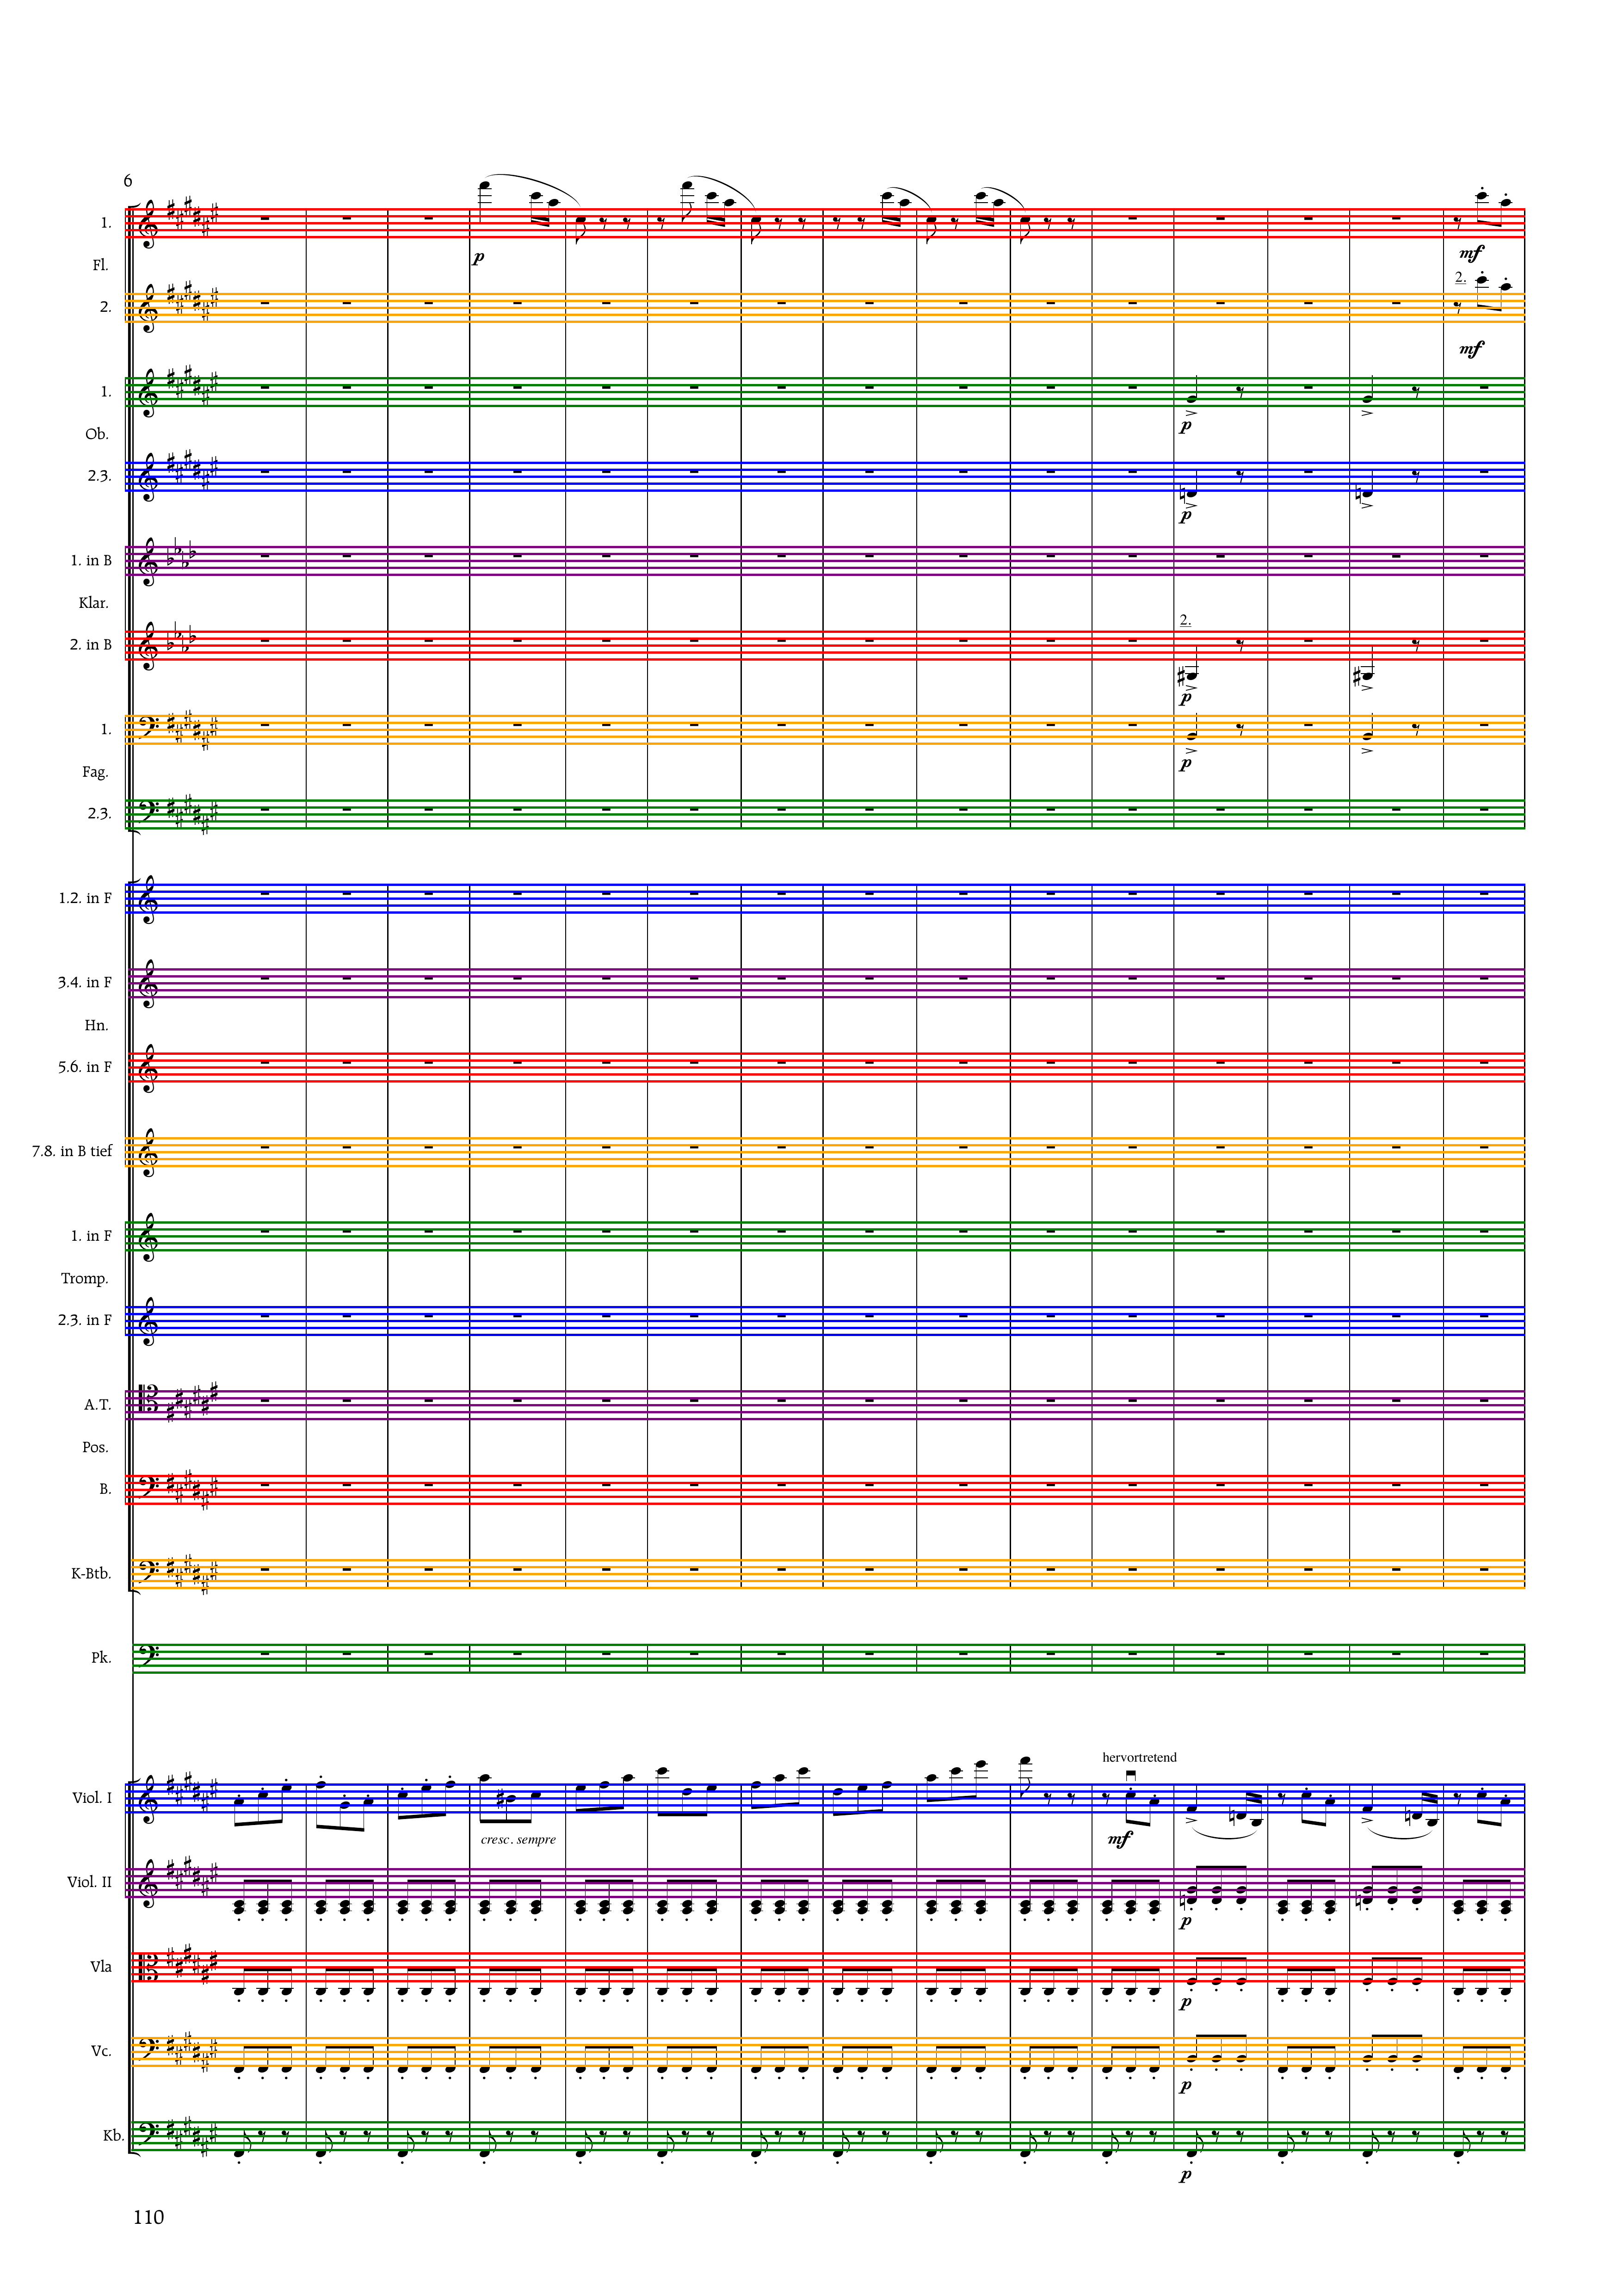 6
1.
p
mf
Fl.
2.
2.
mf
1.
p
Ob.
2.3.
p
1. in B
Klar.
2.
2. in B
p
1.
p
Fag.
2.3.
1.2. in F
3.4. in F
Hn.
5.6. in F
7.8. in B tief
1. in F
Tromp.
2.3. in F
A.T.
Pos.
B.
K-Btb.
Pk.
hervortretend
Viol. I
cresc. sempre
mf
Viol. II
p
Vla
p
Vc.
p
Kb.
p
110